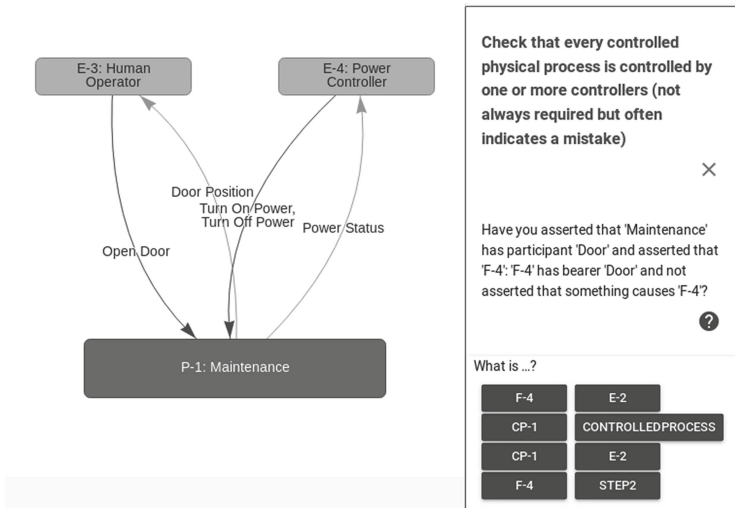 E-3: Human
Operator
E-4: Power
Controller
Door Position
Turn On Power,
Turn Off Power
Power Status
Open Door
P-1: Maintenance
Check that every controlled
physical process is controlled by
one or more controllers (not
always required but often
indicates a mistake)
Have you asserted that 'Maintenance'
has participant 'Door' and asserted that
'F-4': 'F-4' has bearer 'Door' and not
asserted that something causes 'F-4'?
What is ...?
F-4
E-2
CP-1
CONTROLLEDPROCESS
CP-1
E-2
F-4
STEP2